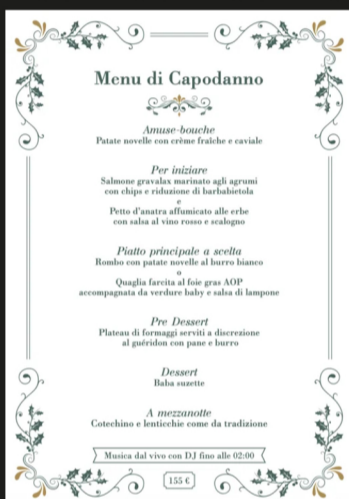 Menu di Capodanno
Amuse-bouche
Patate novelle con crème fraîche e caviale
Per iniziare
Salmone gravalax marinato agli agrumi
con chips e riduzione di barbabietola
e
Petto d'anatra affumicato alle erbe
con salsa al vino rosso e scalogno
Piatto principale a scelta
Rombo con patate novelle al burro bianco
o
Quaglia farcita al foie gras AOP
accompagnata da verdure baby e salsa di lampone
Pre Dessert
Plateau di formaggi serviti a discrezione
al guéridon con pane e burro
Dessert
Baba suzette
A mezzanotte
Cotechino e lenticchie come da tradizione
Musica dal vivo con DJ fino alle 02:00
155 €